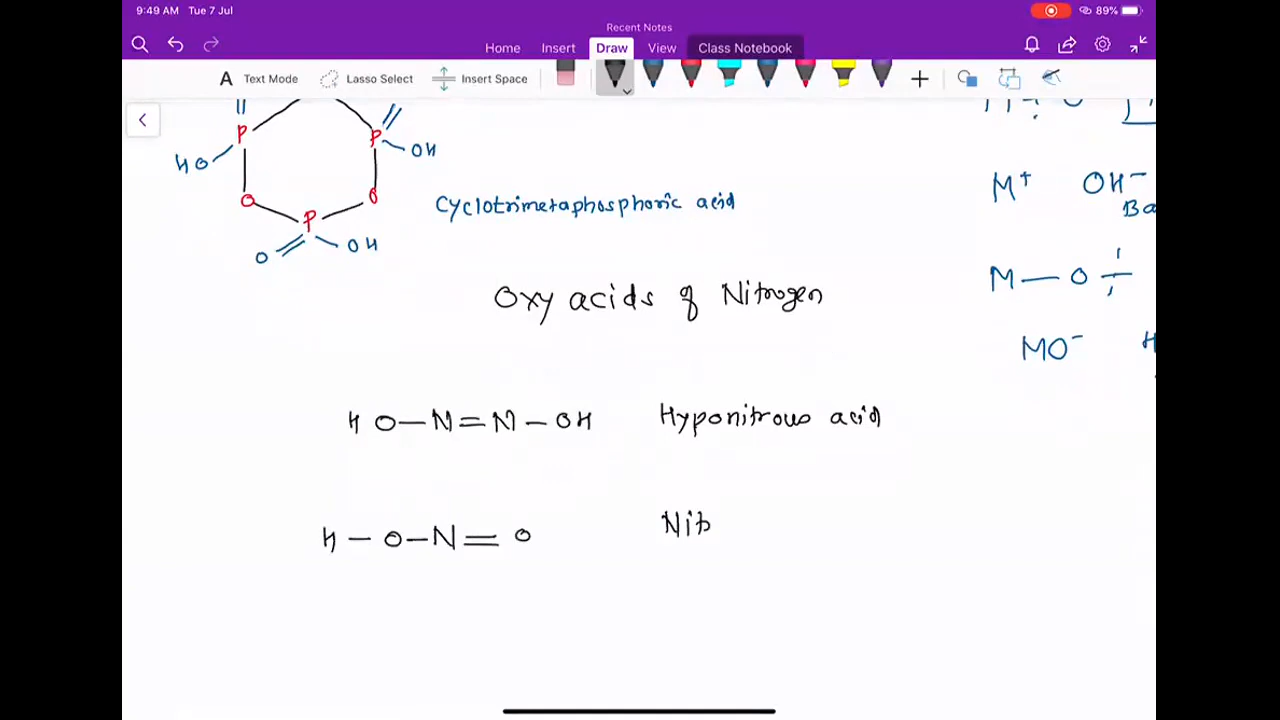 9:49 AM Tue 7 Jul
89%
Recent Notes
Home Insert Draw View Class Notebook
A Text Mode Lasso Select Insert Space
P P
HO OH
O O
P
O OH
Cyclotrimetaphosphoric acid
M+ OH-
M — O
MO-
Oxy acids of Nitrogen
H O—N=N—OH Hyponitrous acid
H — O—N=O Nit